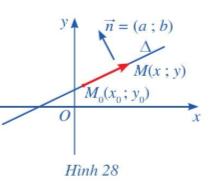 y
n⃗ = (a ; b)
Δ
M(x ; y)
M₀(x₀ ; y₀)
O
x
Hình 28